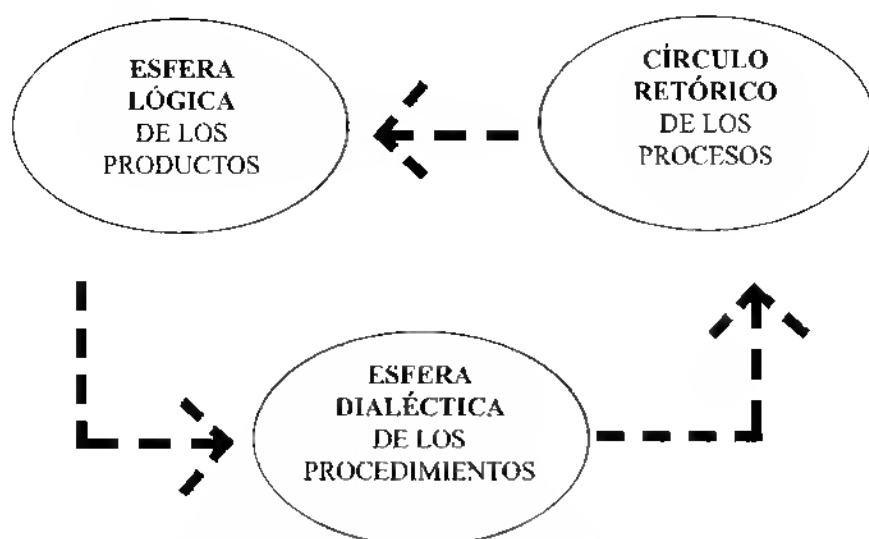 ESFERA
LÓGICA
DE LOS
PRODUCTOS
CÍRCULO
RETÓRICO
DE LOS
PROCESOS
ESFERA
DIALÉCTICA
DE LOS
PROCEDIMIENTOS